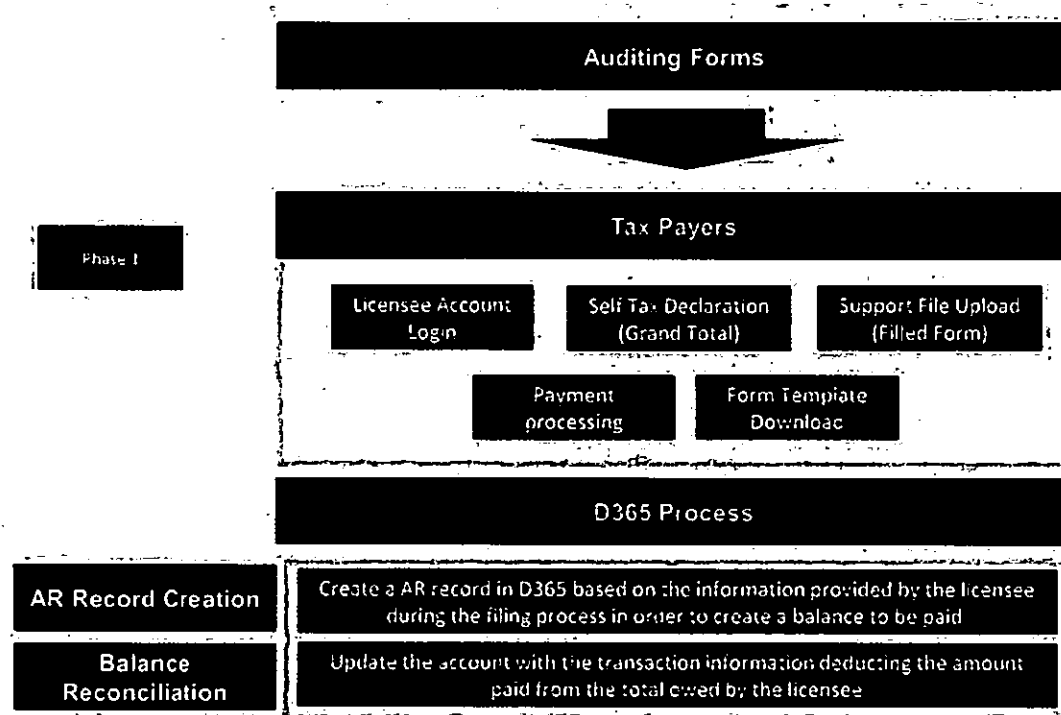 Auditing Forms
Tax Payers
Phase 1
Licensee Account
Login
Self Tax Declaration
(Grand Total)
Support File Upload
(Filled Form)
Payment
processing
Form Template
Download
D365 Process
AR Record Creation
Create a AR record in D365 based on the information provided by the licensee
during the filing process in order to create a balance to be paid
Balance
Reconciliation
Update the account with the transaction information deducting the amount
paid from the total owed by the licensee